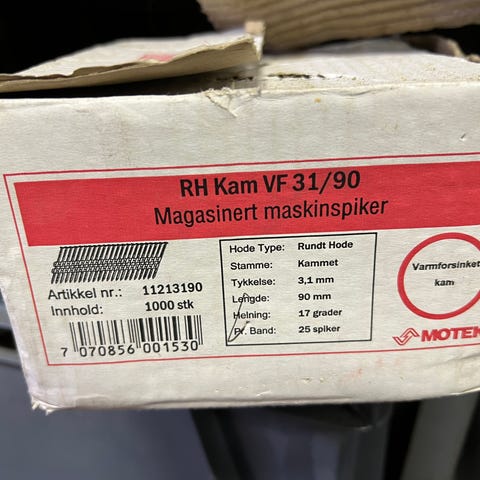 RH Kam VF 31/90
Magasinert maskinspiker
Artikkel nr.: 11213190
Innhold: 1000 stk
7 070856 001530
Hode Type: Rundt Hode
Stamme: Kammet
Tykkelse: 3,1 mm
Lengde: 90 mm
Helning: 17 grader
Pr. Band: 25 spiker
Varmforsinket
kam
MOTEK